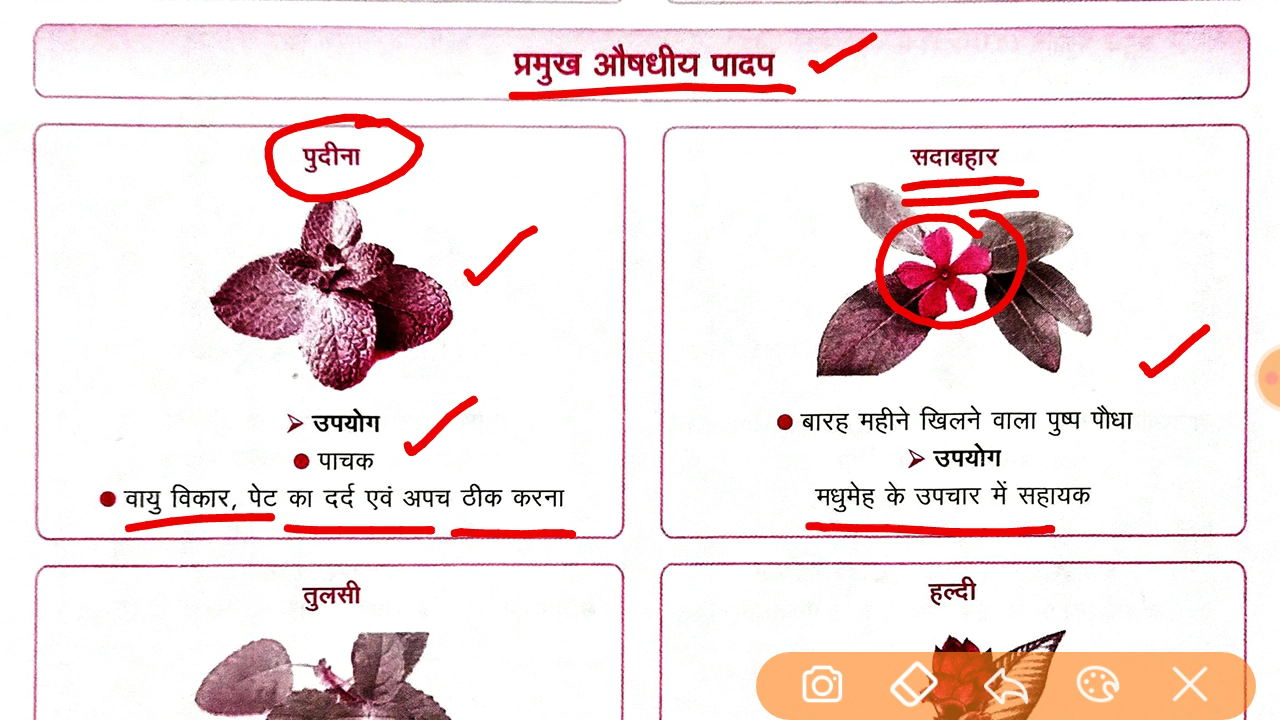 प्रमुख औषधीय पादप
पुदीना
उपयोग
पाचक
वायु विकार, पेट का दर्द एवं अपच ठीक करना
सदाबहार
बारह महीने खिलने वाला पुष्प पौधा
उपयोग
मधुमेह के उपचार में सहायक
तुलसी
हल्दी